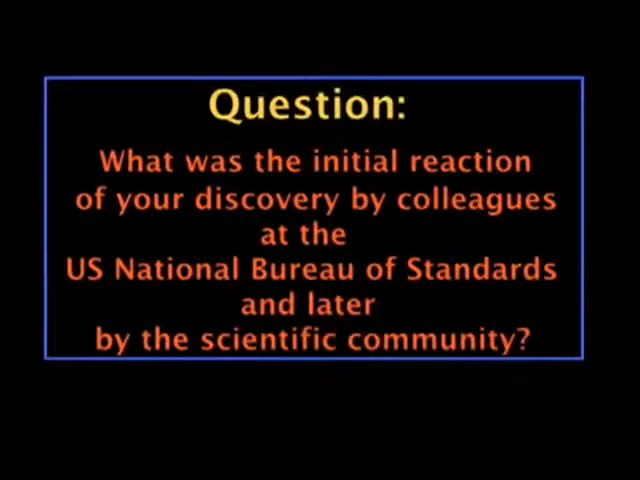 Question:
What was the initial reaction
of your discovery by colleagues
at the
US National Bureau of Standards
and later
by the scientific community?